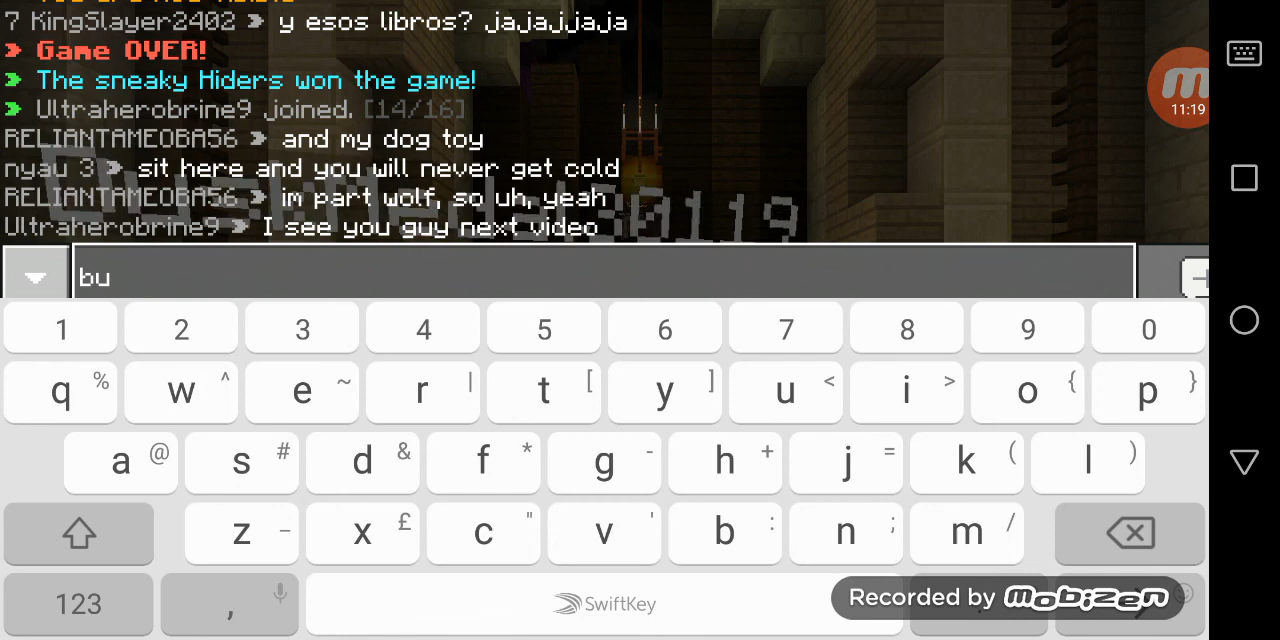 7 KingSlayer2402 » y esos libros? .jajajjaja
» Game OVER!
» The sneaky Hiders won the game!
» Ultraherobrine9 joined. [14/16]
RELIANTAMEOBA56 » and my dog toy
nyau 3 » sit here and you will never get cold
RELIANTAMEOBA56 » im part wolf, so uh, yeah
Ultraherobrine9 » I see you guy next video
11:19
bu
1 2 3 4 5 6 7 8 9 0
q % w ^ e ~ r | t [ y ] u < i > o { p }
a @ s # d & f * g - h + j = k ( l )
z _ x £ c " v ' b : n ; m /
123 , SwiftKey
Recorded by mobizen